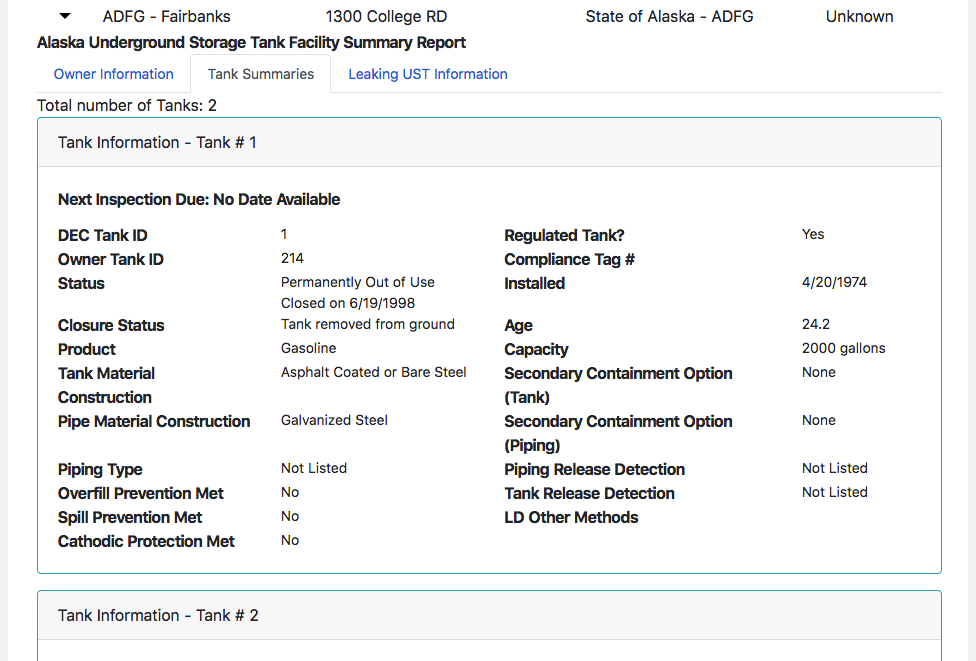 ADFG - Fairbanks 1300 College RD State of Alaska - ADFG Unknown
Alaska Underground Storage Tank Facility Summary Report
Owner Information Tank Summaries Leaking UST Information
Total number of Tanks: 2
Tank Information - Tank # 1
Next Inspection Due: No Date Available
DEC Tank ID 1 Regulated Tank? Yes
Owner Tank ID 214 Compliance Tag #
Status Permanently Out of Use Installed 4/20/1974
Closed on 6/19/1998
Closure Status Tank removed from ground Age 24.2
Product Gasoline Capacity 2000 gallons
Tank Material Asphalt Coated or Bare Steel Secondary Containment Option None
Construction (Tank)
Pipe Material Construction Galvanized Steel Secondary Containment Option None
(Piping)
Piping Type Not Listed Piping Release Detection Not Listed
Overfill Prevention Met No Tank Release Detection Not Listed
Spill Prevention Met No LD Other Methods
Cathodic Protection Met No
Tank Information - Tank # 2